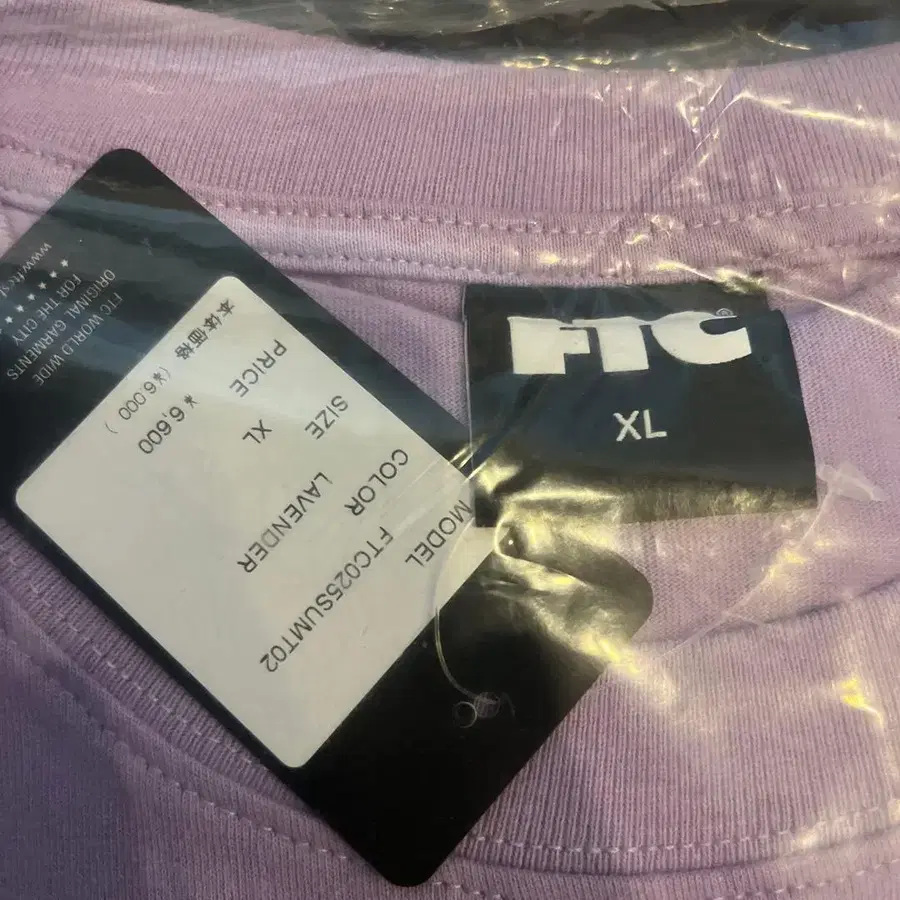 FTC®
XL
MODEL FTC025SUMT02
COLOR LAVENDER
SIZE XL
PRICE ¥ 6,600
本体価格 (¥6,000)
FTC WORLD WIDE
ORIGINAL GARMENTS
FOR THE CITY
★★★★★